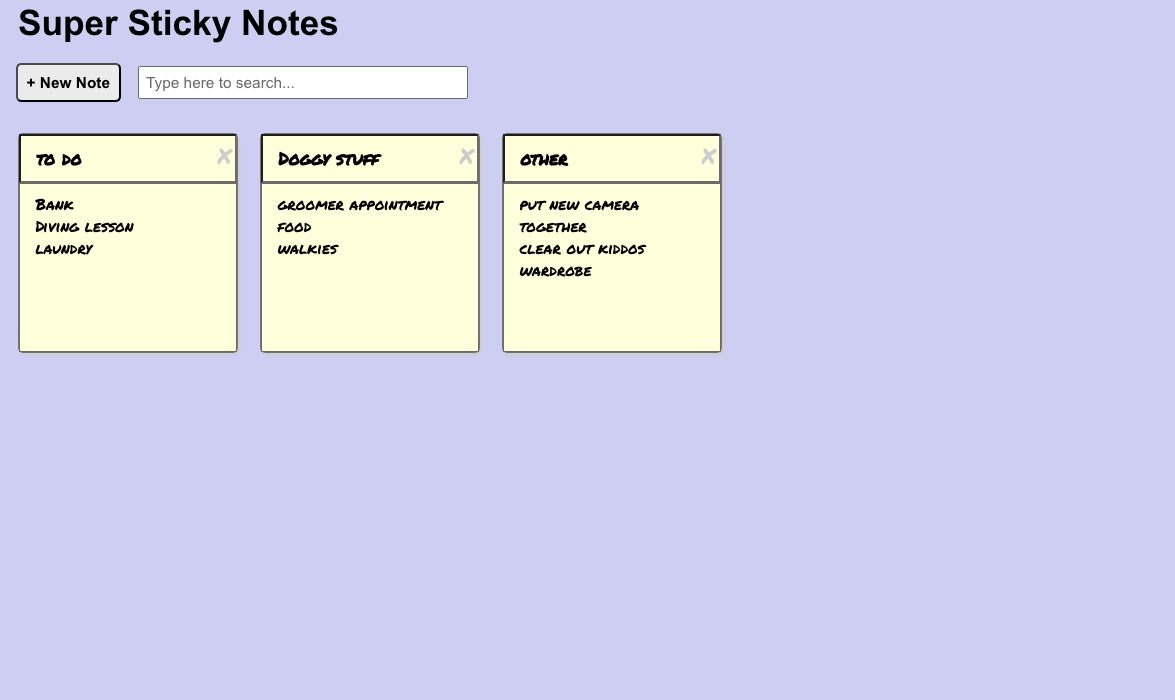 Super Sticky Notes
+ New Note
Type here to search...
to do
✘
Bank
Diving lesson
laundry
Doggy stuff
✘
groomer appointment
food
walkies
other
✘
put new camera
together
clear out kiddos
wardrobe